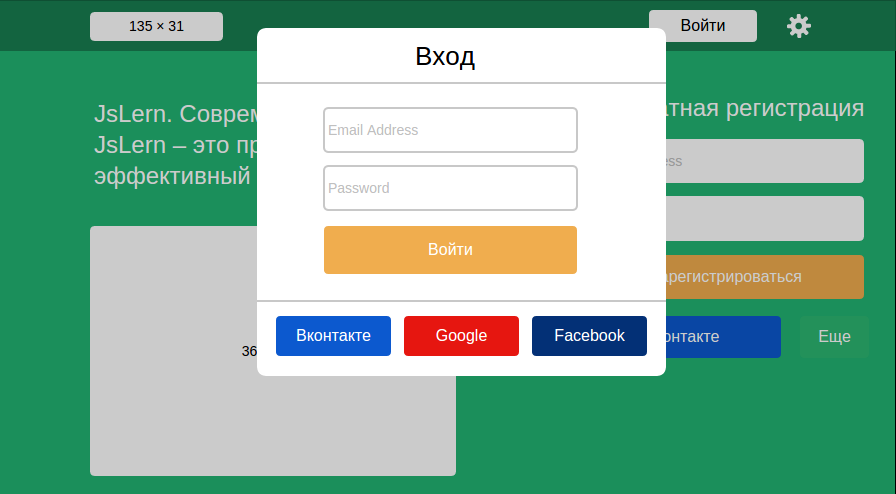 135 × 31
Войти
Вход
JsLern. Соврем
тная регистрация
JsLern – это пр
эффективный
Email Address
ess
Password
Войти
арегистрироваться
36
Вконтакте
Google
Facebook
онтакте
Еще